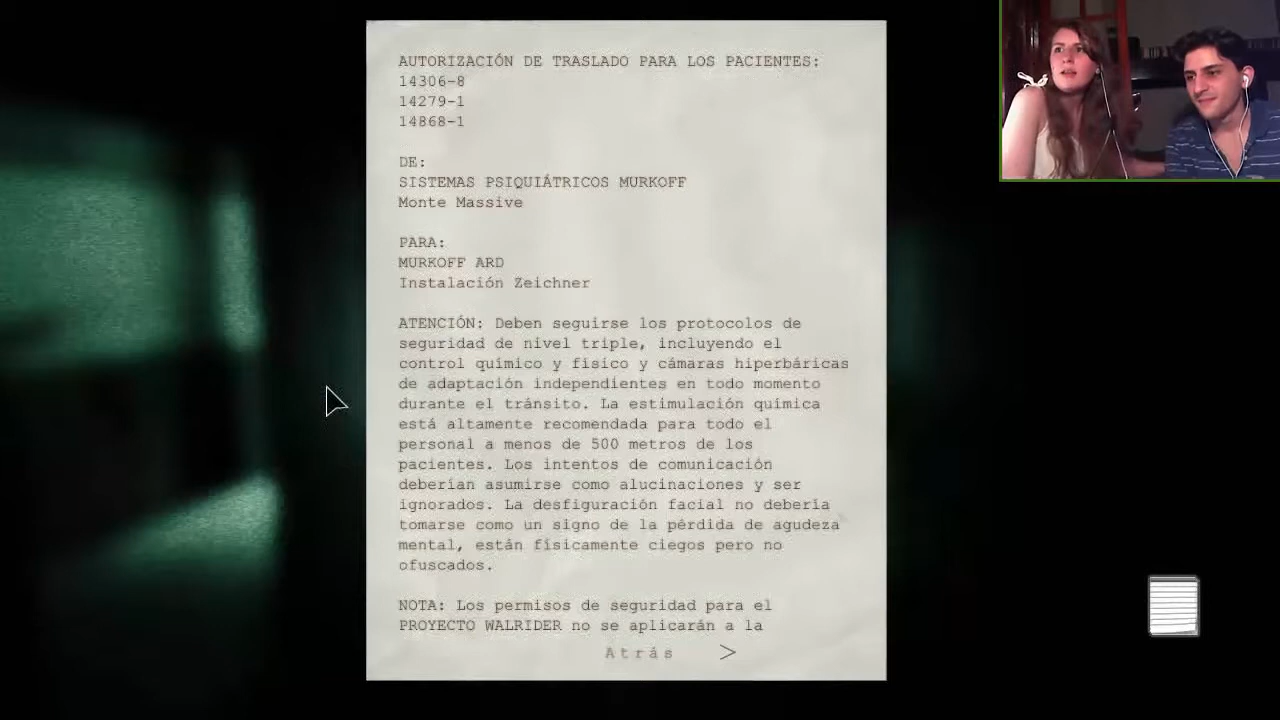 AUTORIZACIÓN DE TRASLADO PARA LOS PACIENTES:
14306-8
14279-1
14868-1
DE:
SISTEMAS PSIQUIÁTRICOS MURKOFF
Monte Massive
PARA:
MURKOFF ARD
Instalación Zeichner
ATENCIÓN: Deben seguirse los protocolos de
seguridad de nivel triple, incluyendo el
control químico y físico y cámaras hiperbáricas
de adaptación independientes en todo momento
durante el tránsito. La estimulación química
está altamente recomendada para todo el
personal a menos de 500 metros de los
pacientes. Los intentos de comunicación
deberían asumirse como alucinaciones y ser
ignorados. La desfiguración facial no debería
tomarse como un signo de la pérdida de agudeza
mental, están físicamente ciegos pero no
ofuscados.
NOTA: Los permisos de seguridad para el
PROYECTO WALRIDER no se aplicarán a la
Atrás >